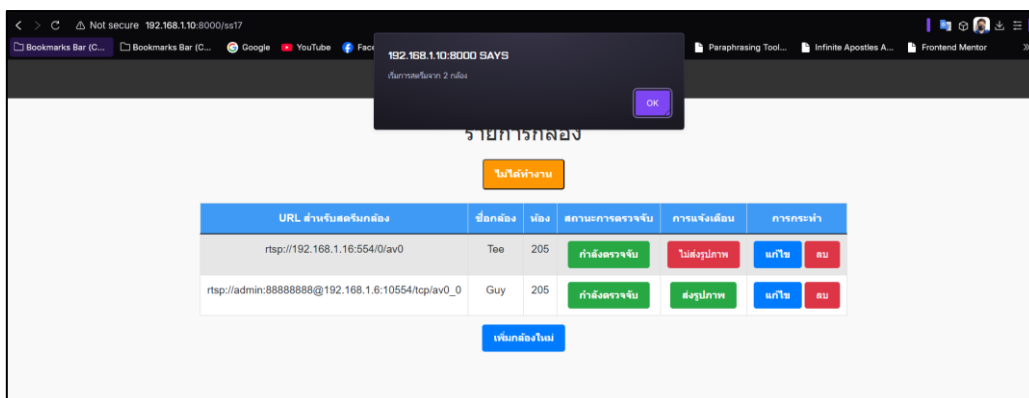 Not secure 192.168.1.10:8000/ss17
Bookmarks Bar (C... Bookmarks Bar (C... Google YouTube Face Paraphrasing Tool... Infinite Apostles A... Frontend Mentor
192.168.1.10:8000 SAYS
เริ่มการสตรีมจาก 2 กล้อง
OK
รายการกล้อง
ไม่ได้ทำงาน
URL สำหรับสตรีมกล้อง ชื่อกล้อง ห้อง สถานะการตรวจจับ การแจ้งเตือน การกระทำ
rtsp://192.168.1.16:554/0/av0 Tee 205 กำลังตรวจจับ ไม่ส่งรูปภาพ แก้ไข ลบ
rtsp://admin:88888888@192.168.1.6:10554/tcp/av0_0 Guy 205 กำลังตรวจจับ ส่งรูปภาพ แก้ไข ลบ
เพิ่มกล้องใหม่